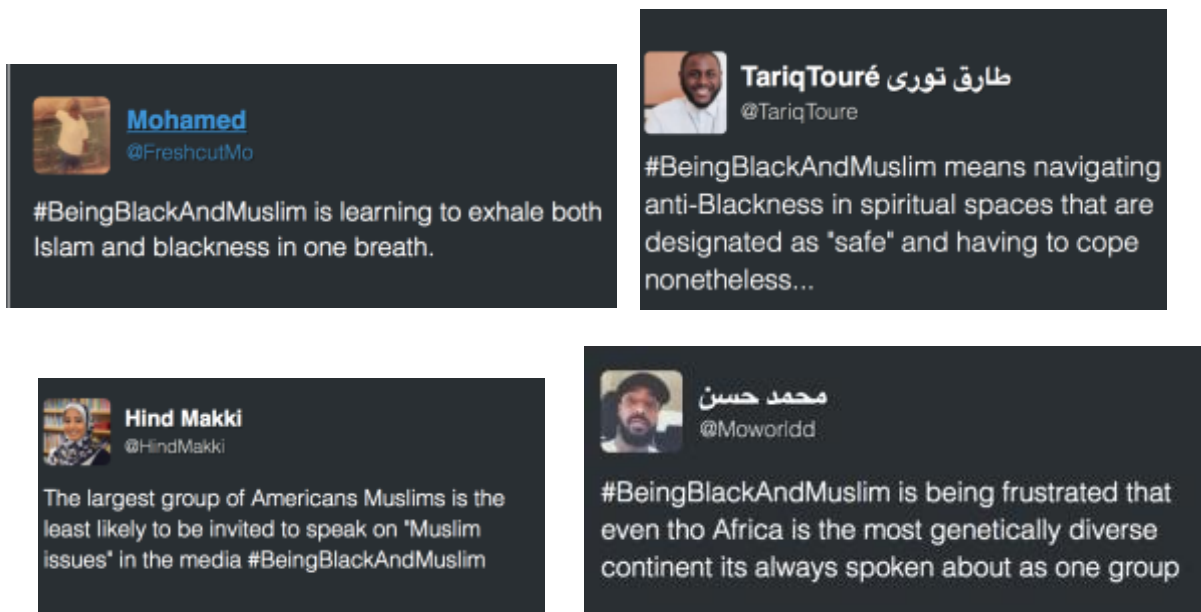 Mohamed
@FreshcutMo
#BeingBlackAndMuslim is learning to exhale both
Islam and blackness in one breath.
TariqTouré طارق تورى
@TariqToure
#BeingBlackAndMuslim means navigating
anti-Blackness in spiritual spaces that are
designated as "safe" and having to cope
nonetheless...
Hind Makki
@HindMakki
The largest group of Americans Muslims is the
least likely to be invited to speak on "Muslim
issues" in the media #BeingBlackAndMuslim
محمد حسن
@Moworldd
#BeingBlackAndMuslim is being frustrated that
even tho Africa is the most genetically diverse
continent its always spoken about as one group